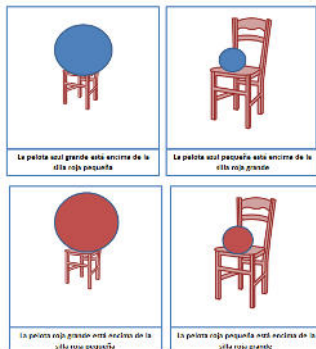 La pelota azul grande está encima de la
silla roja pequeña
La pelota azul pequeña está encima de la
silla roja grande
La pelota roja grande está encima de la
silla roja pequeña
La pelota roja pequeña está encima de la
silla roja grande